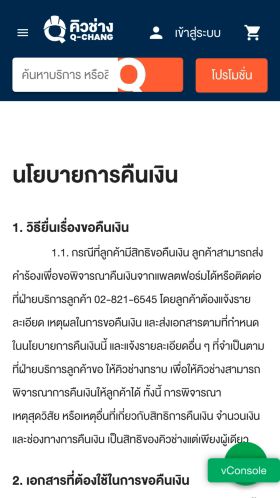 คิวช่าง
Q-CHANG
เข้าสู่ระบบ
ค้นหาบริการ หรือสิ
โปรโมชั่น
นโยบายการคืนเงิน
1. วิธียื่นเรื่องขอคืนเงิน
1.1. กรณีที่ลูกค้ามีสิทธิขอคืนเงิน ลูกค้าสามารถส่ง
คำร้องเพื่อขอพิจารณาคืนเงินจากแพลตฟอร์มได้หรือติดต่อ
ที่ฝ่ายบริการลูกค้า 02-821-6545 โดยลูกค้าต้องแจ้งราย
ละเอียด เหตุผลในการขอคืนเงิน และส่งเอกสารตามที่กำหนด
ในนโยบายการคืนเงินนี้ และแจ้งรายละเอียดอื่น ๆ ที่จำเป็นตาม
ที่ฝ่ายบริการลูกค้าขอ ให้คิวช่างทราบ เพื่อให้คิวช่างสามารถ
พิจารณาการคืนเงินให้ลูกค้าได้ ทั้งนี้ การพิจารณา
เหตุสุดวิสัย หรือเหตุอื่นที่เกี่ยวกับสิทธิการคืนเงิน จำนวนเงิน
และช่องทางการคืนเงิน เป็นสิทธิของคิวช่างแต่เพียงผู้เดียว
vConsole
2. เอกสารที่ต้องใช้ในการขอคืนเงิน